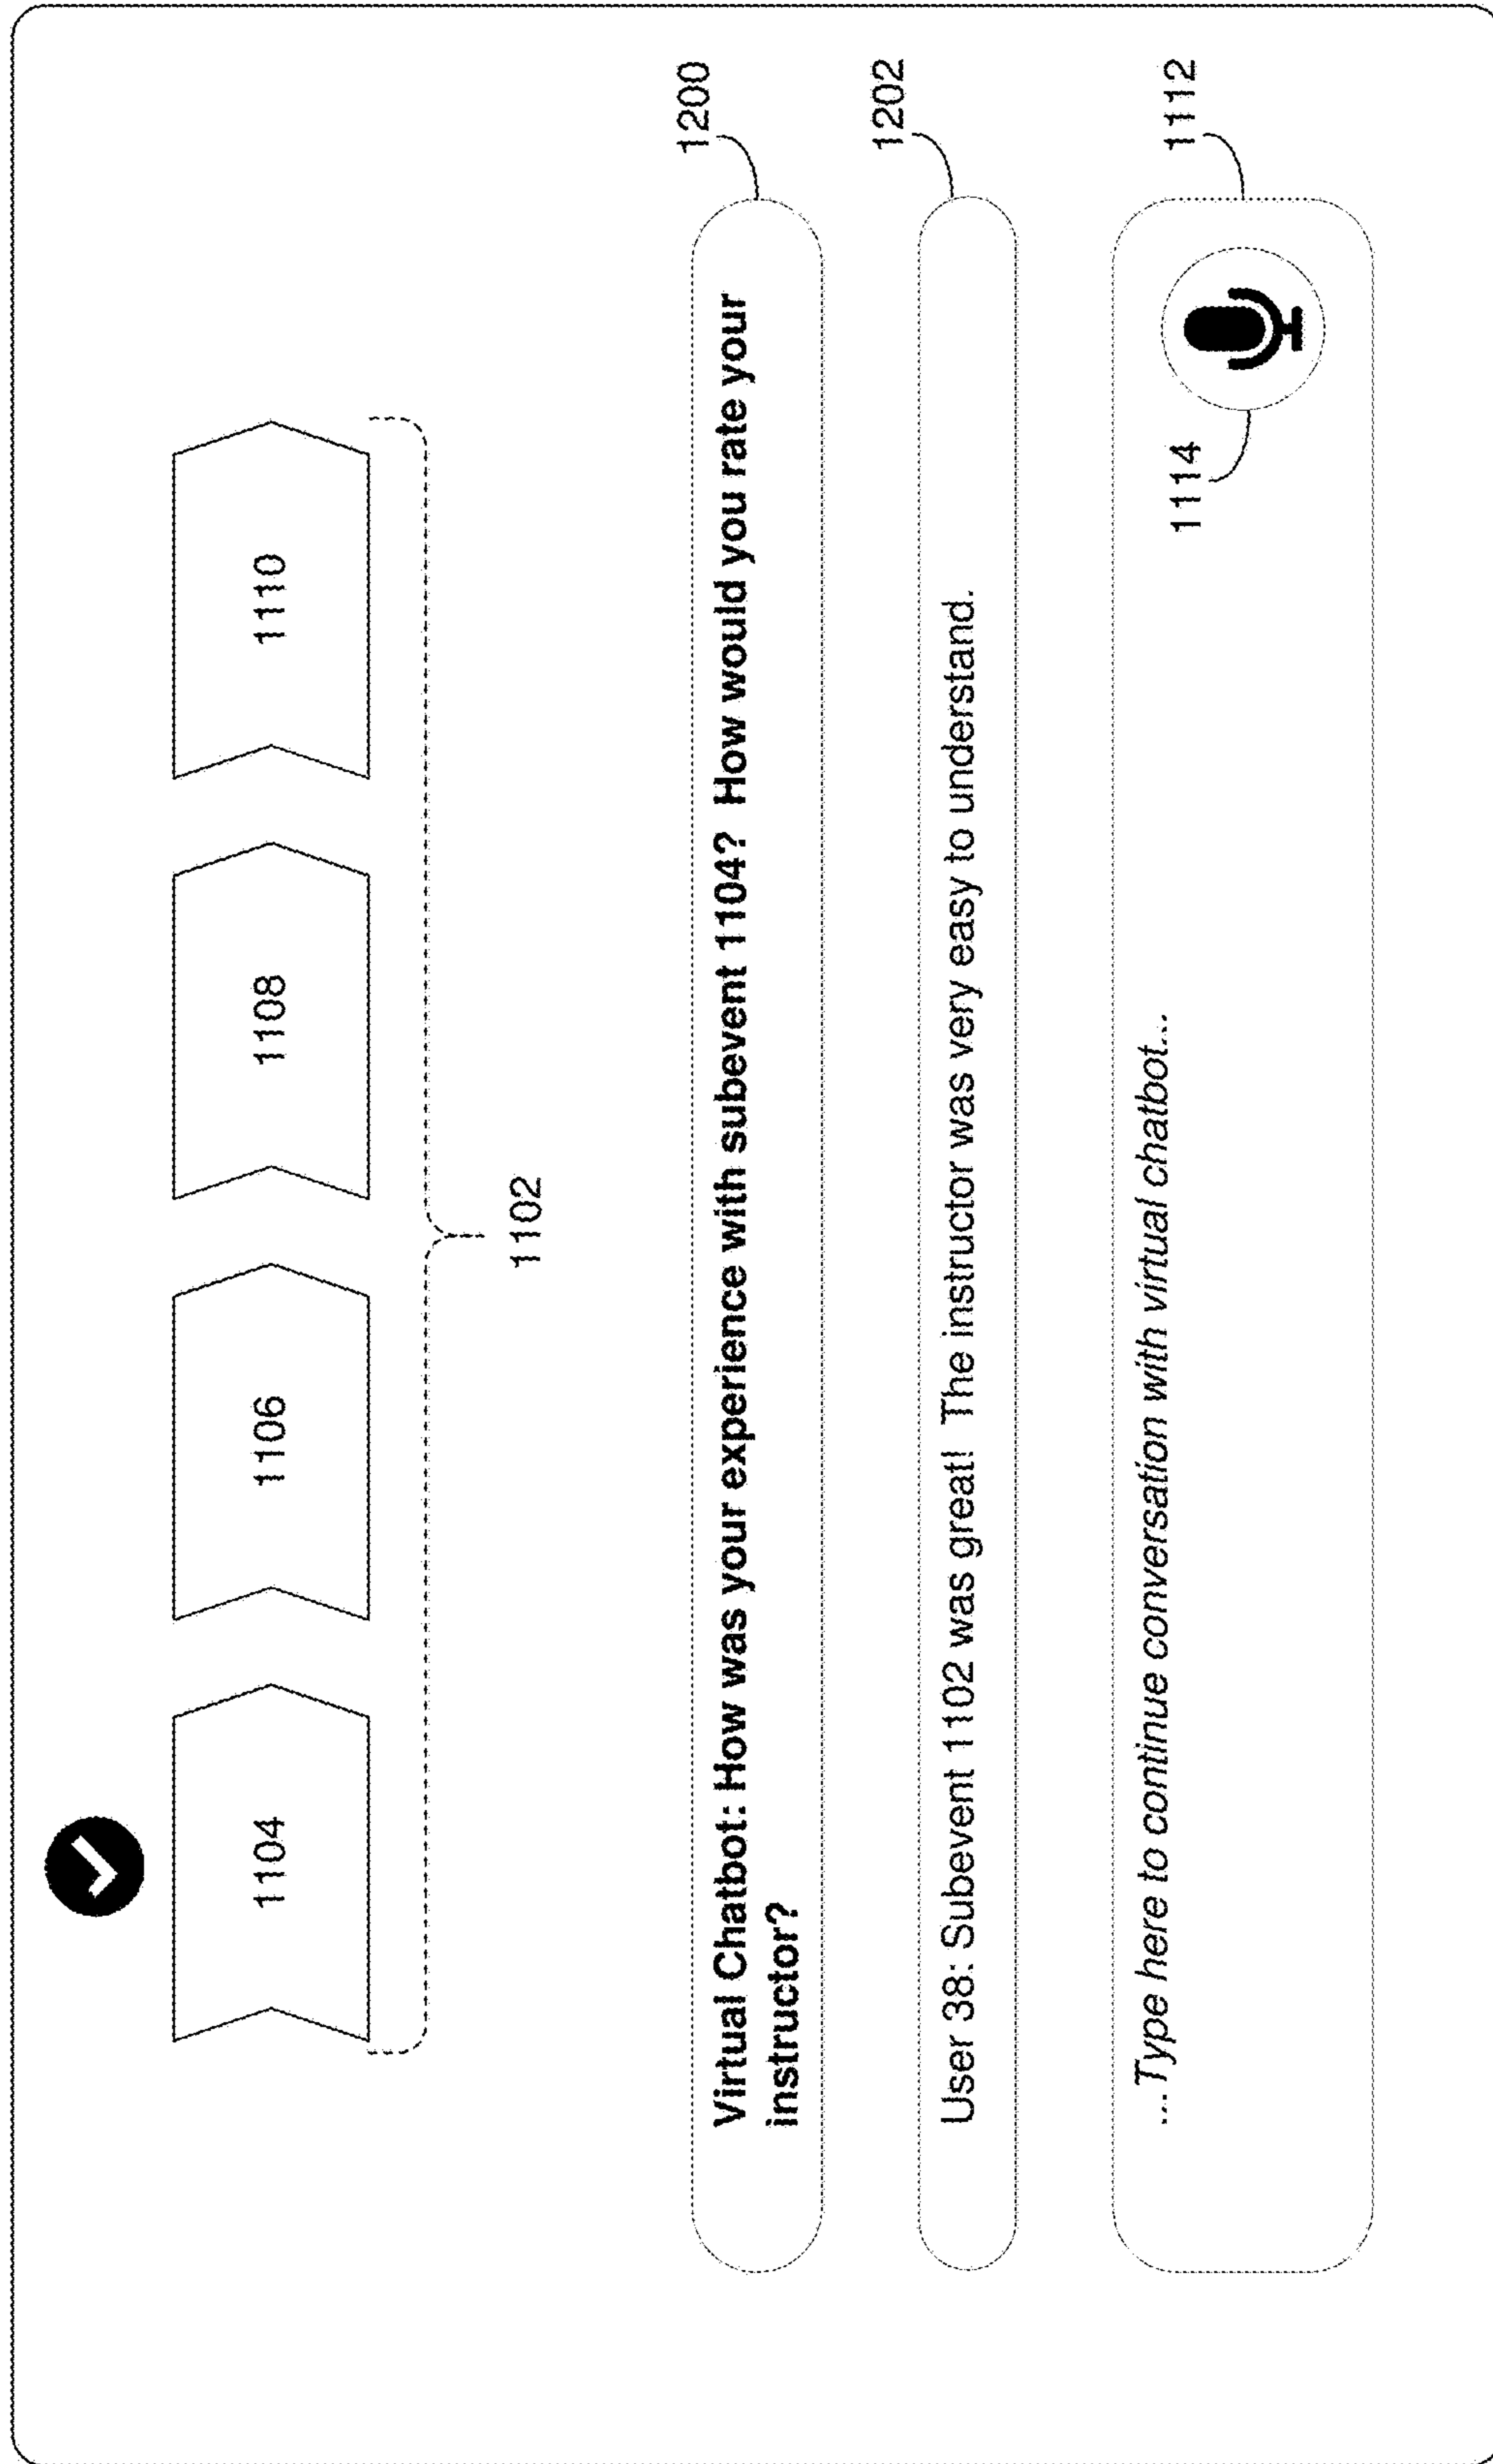 1104
1106
1108
1110
1102
1200
Virtual Chatbot: How was your experience with subevent 1104?  How would you rate your
instructor?
1202
User 38: Subevent 1102 was great!  The instructor was very easy to understand.
1112
...Type here to continue conversation with virtual chatbot...
1114